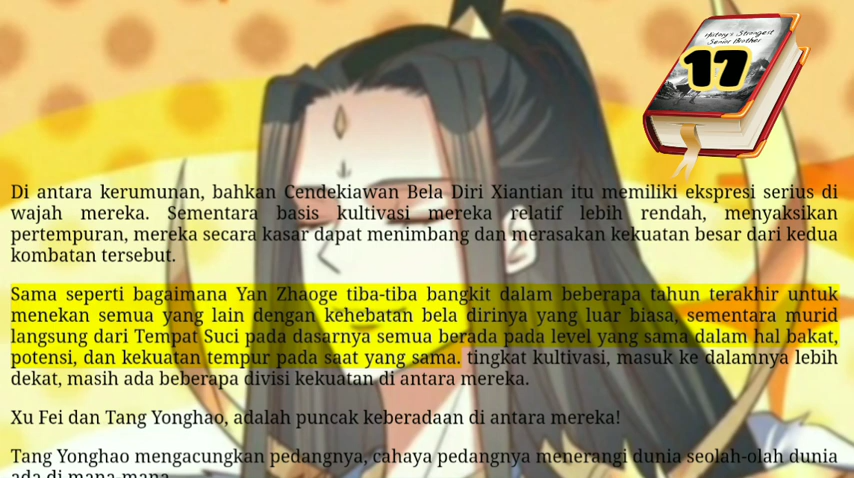 History's Strongest
Senior Brother
17
Di antara kerumunan, bahkan Cendekiawan Bela Diri Xiantian itu memiliki ekspresi serius di
wajah mereka. Sementara basis kultivasi mereka relatif lebih rendah, menyaksikan
pertempuran, mereka secara kasar dapat menimbang dan merasakan kekuatan besar dari kedua
kombatan tersebut.
Sama seperti bagaimana Yan Zhaoge tiba-tiba bangkit dalam beberapa tahun terakhir untuk
menekan semua yang lain dengan kehebatan bela dirinya yang luar biasa, sementara murid
langsung dari Tempat Suci pada dasarnya semua berada pada level yang sama dalam hal bakat,
potensi, dan kekuatan tempur pada saat yang sama. tingkat kultivasi, masuk ke dalamnya lebih
dekat, masih ada beberapa divisi kekuatan di antara mereka.
Xu Fei dan Tang Yonghao, adalah puncak keberadaan di antara mereka!
Tang Yonghao mengacungkan pedangnya, cahaya pedangnya menerangi dunia seolah-olah dunia
ada di mana-mana